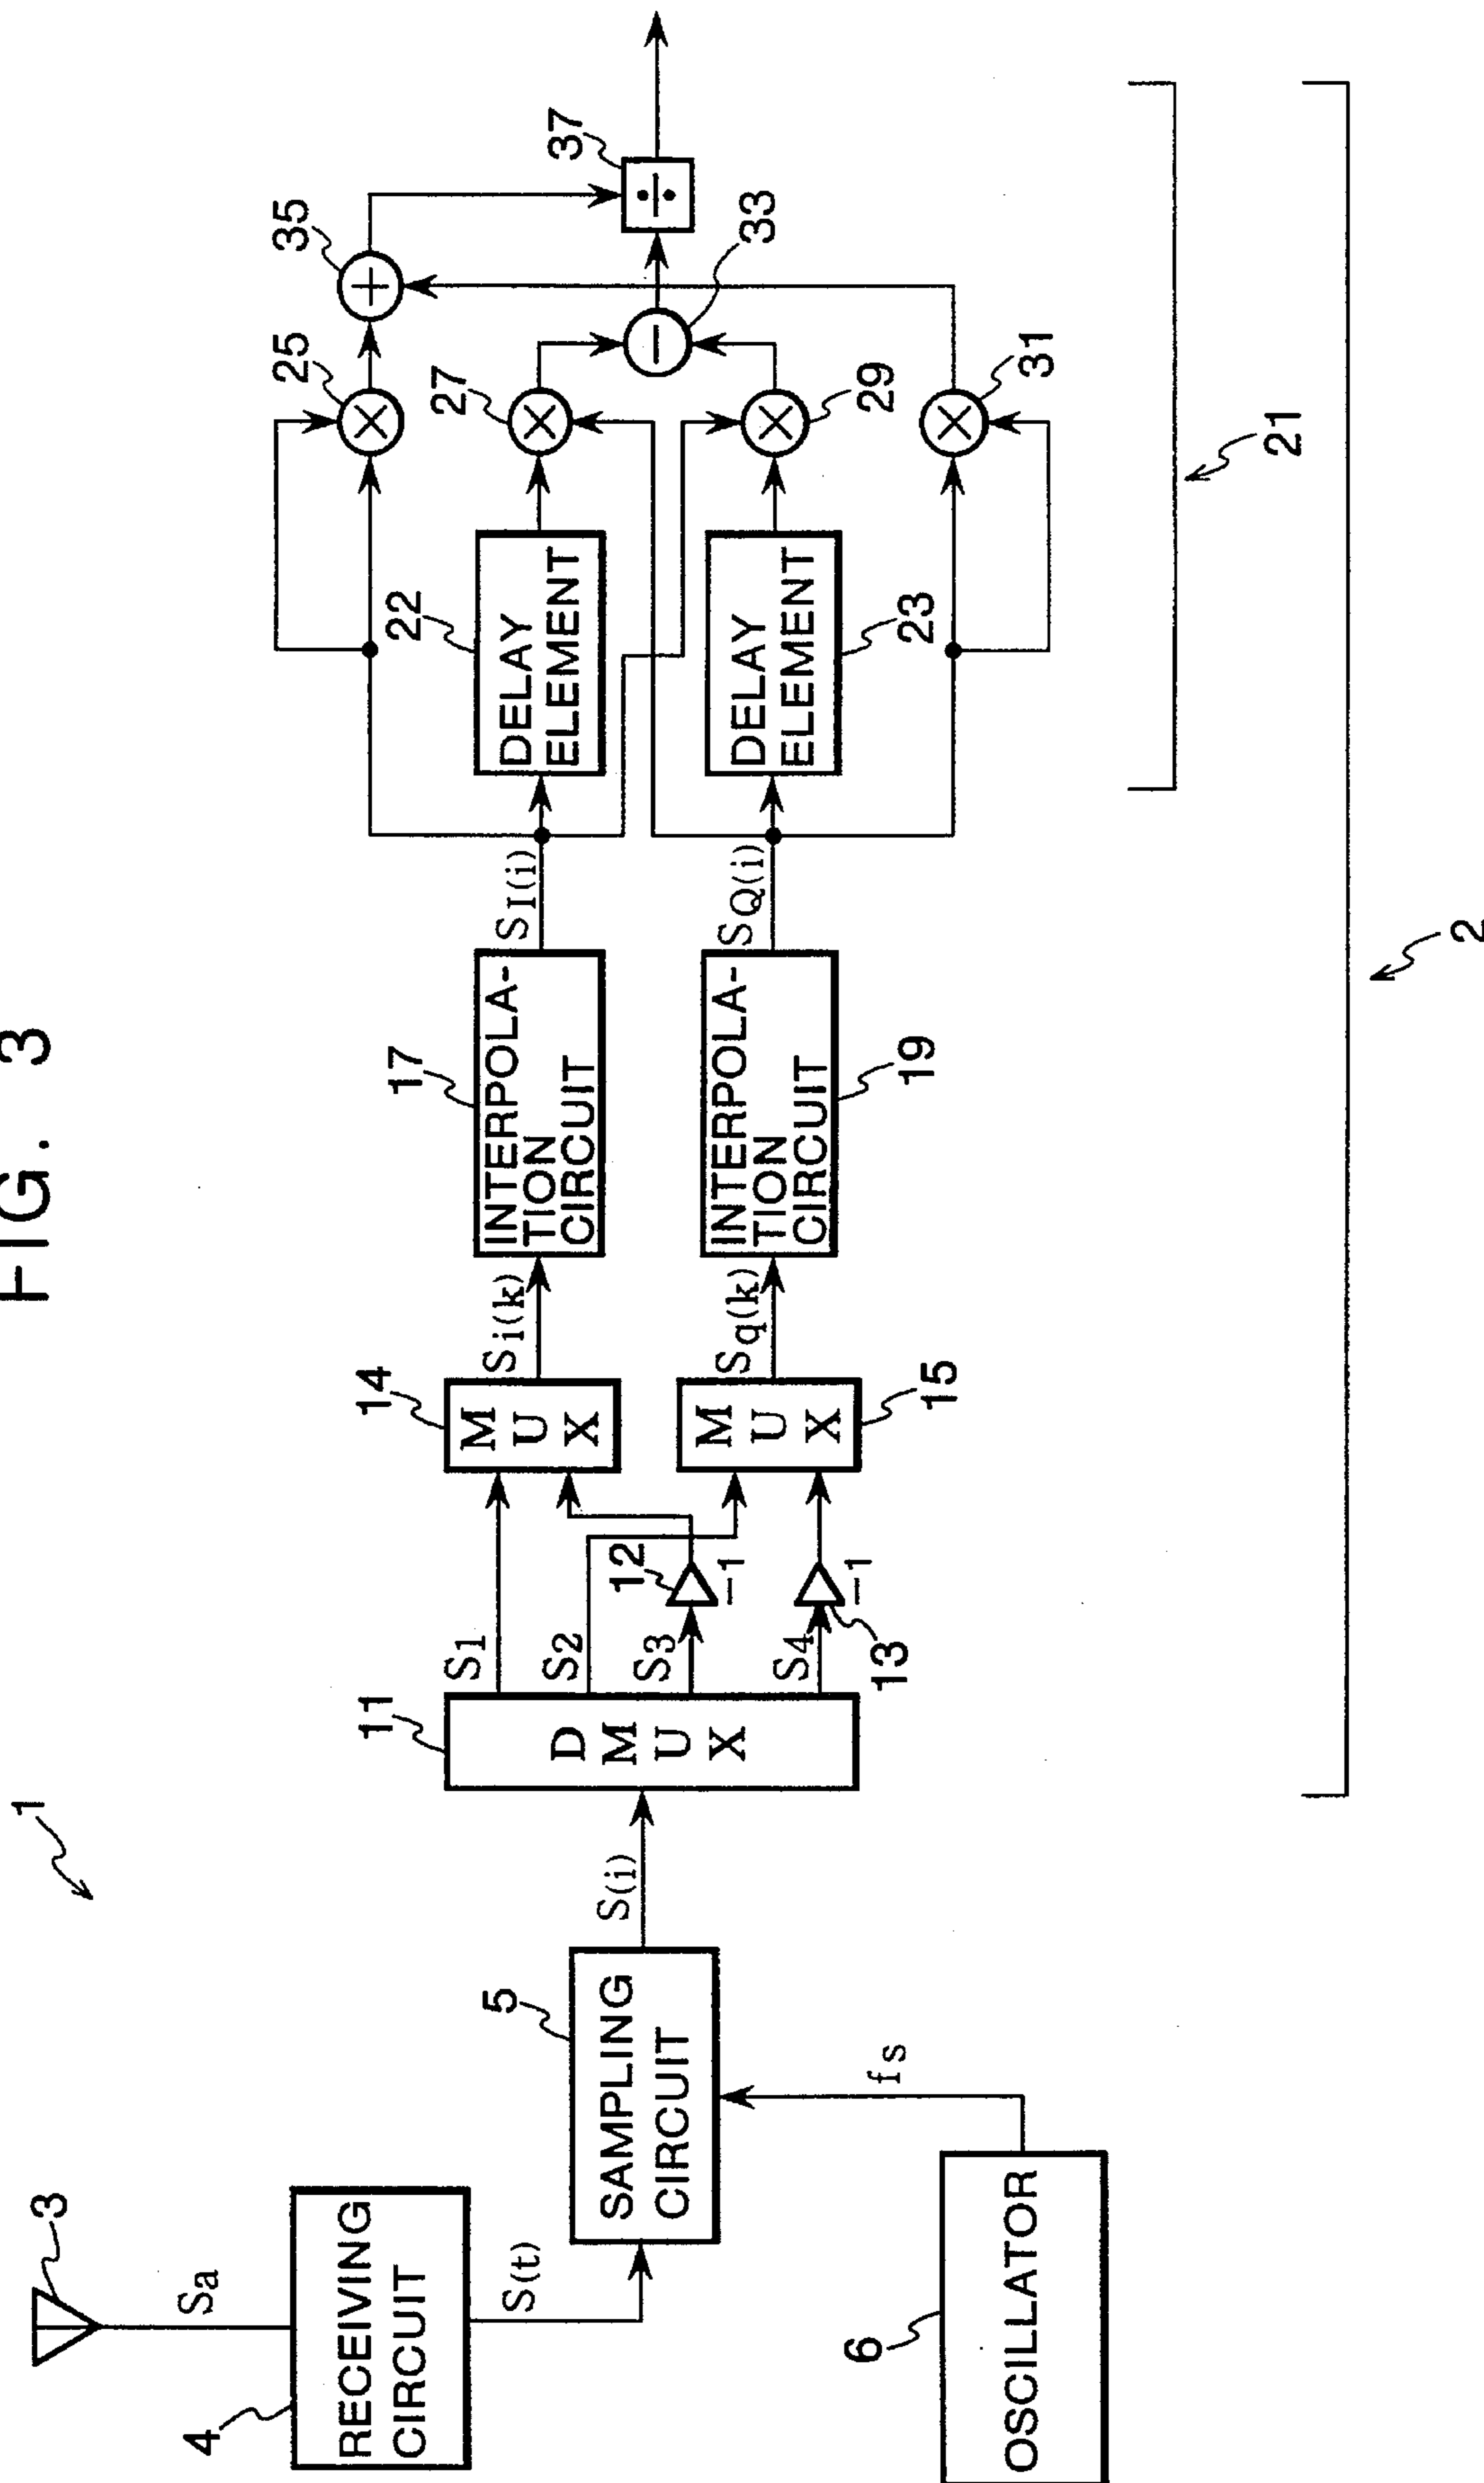 FIG. 3
1
3
Sa
4
RECEIVING
CIRCUIT
S(t)
5
SAMPLING
CIRCUIT
6
OSCILLATOR
fs
S(i)
11
D
M
U
X
S1
S2
S3
S4
12
-1
13
-1
14
M
U
X
15
M
U
X
Si(k)
Sq(k)
17
INTERPOLA-
TION
CIRCUIT
19
INTERPOLA-
TION
CIRCUIT
SI(i)
SQ(i)
22
DELAY
ELEMENT
23
DELAY
ELEMENT
25
×
27
×
29
×
31
×
33
−
35
+
37
÷
21
2